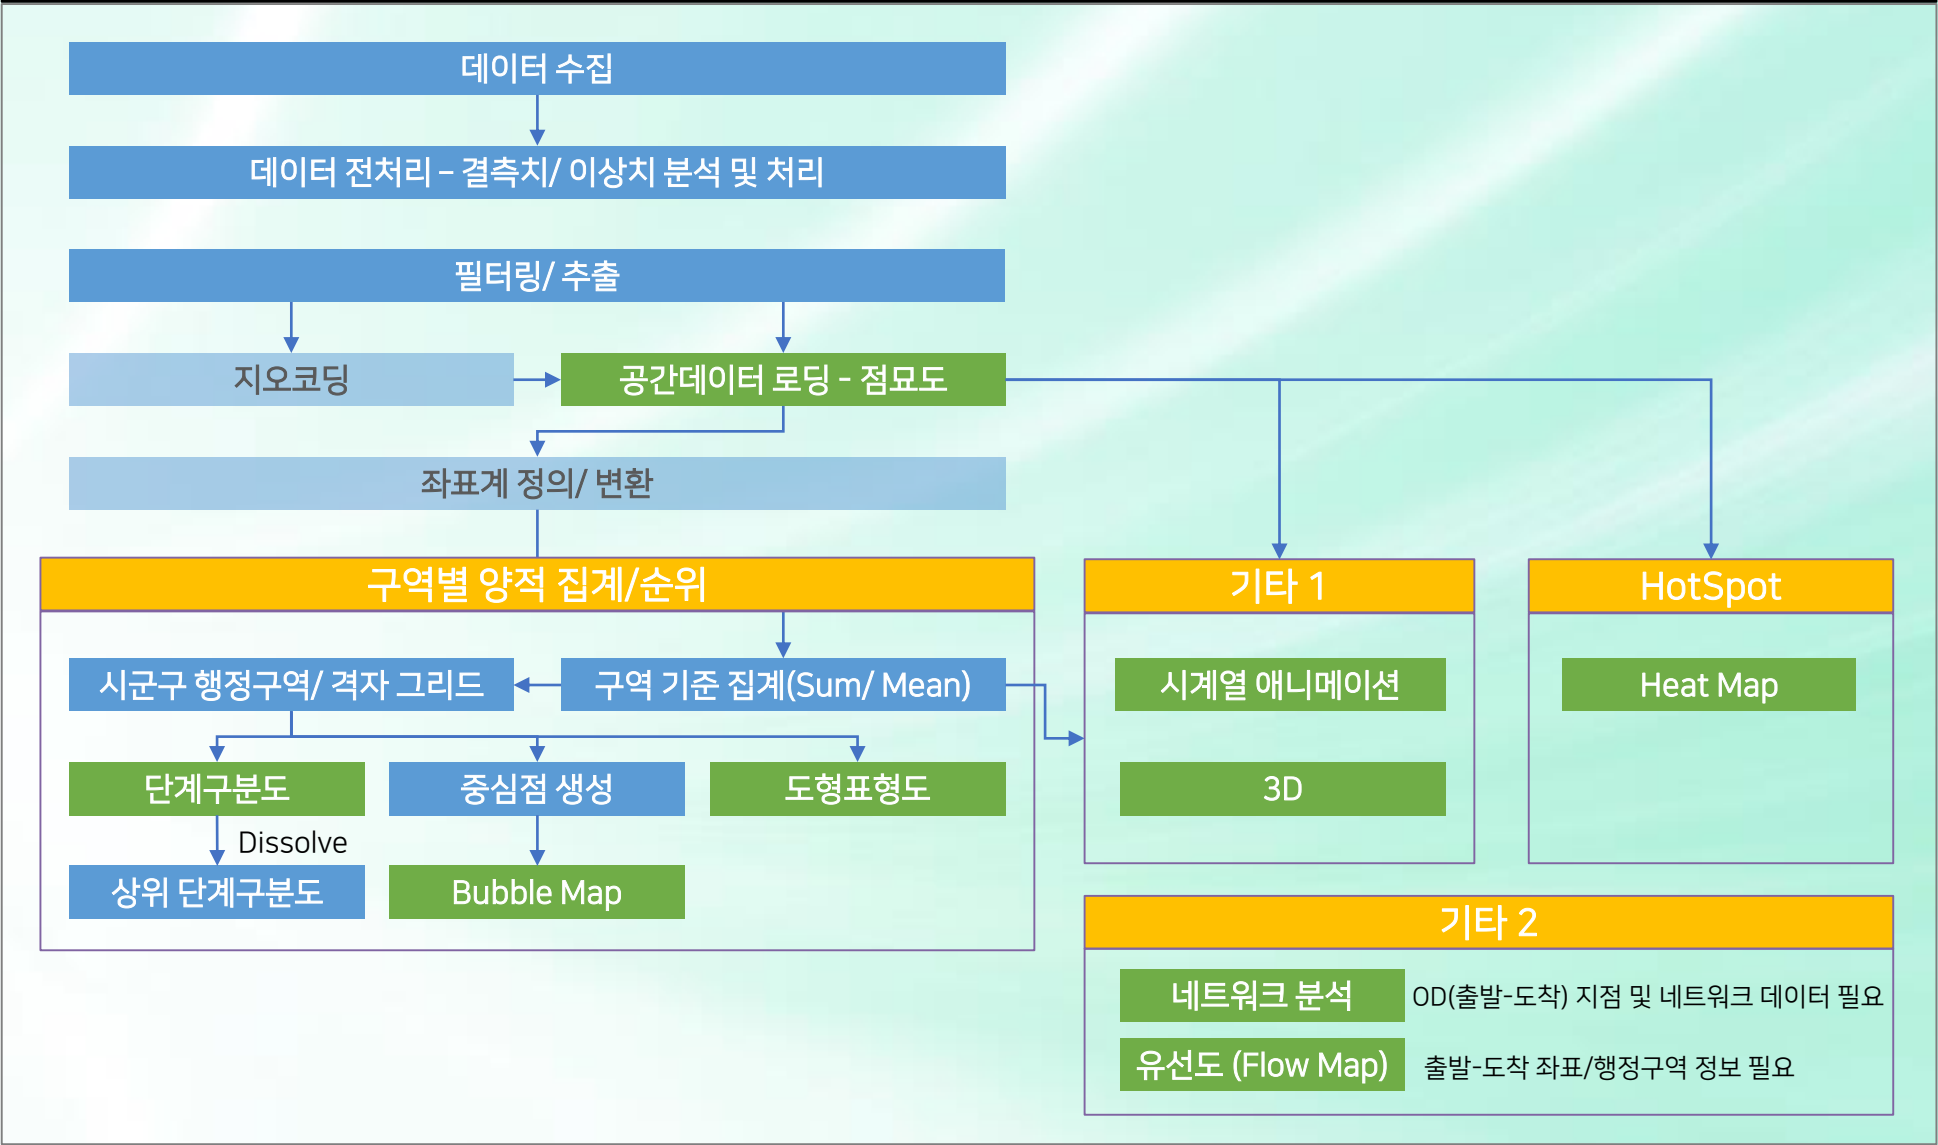 데이터 수집
데이터 전처리 – 결측치/ 이상치 분석 및 처리
필터링/ 추출
지오코딩
공간데이터 로딩 - 점묘도
좌표계 정의/ 변환
구역별 양적 집계/순위
시군구 행정구역/ 격자 그리드
구역 기준 집계(Sum/ Mean)
단계구분도
중심점 생성
도형표형도
Dissolve
상위 단계구분도
Bubble Map
기타 1
시계열 애니메이션
3D
HotSpot
Heat Map
기타 2
네트워크 분석
OD(출발-도착) 지점 및 네트워크 데이터 필요
유선도 (Flow Map)
출발-도착 좌표/행정구역 정보 필요